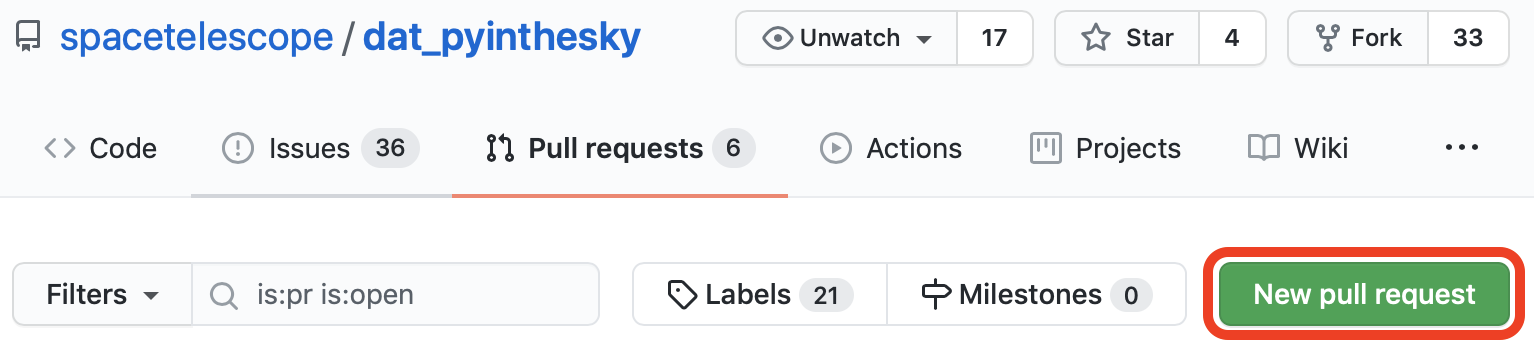 spacetelescope / dat_pyinthesky Unwatch 17 Star 4 Fork 33
Code Issues 36 Pull requests 6 Actions Projects Wiki ...
Filters is:pr is:open Labels 21 Milestones 0 New pull request